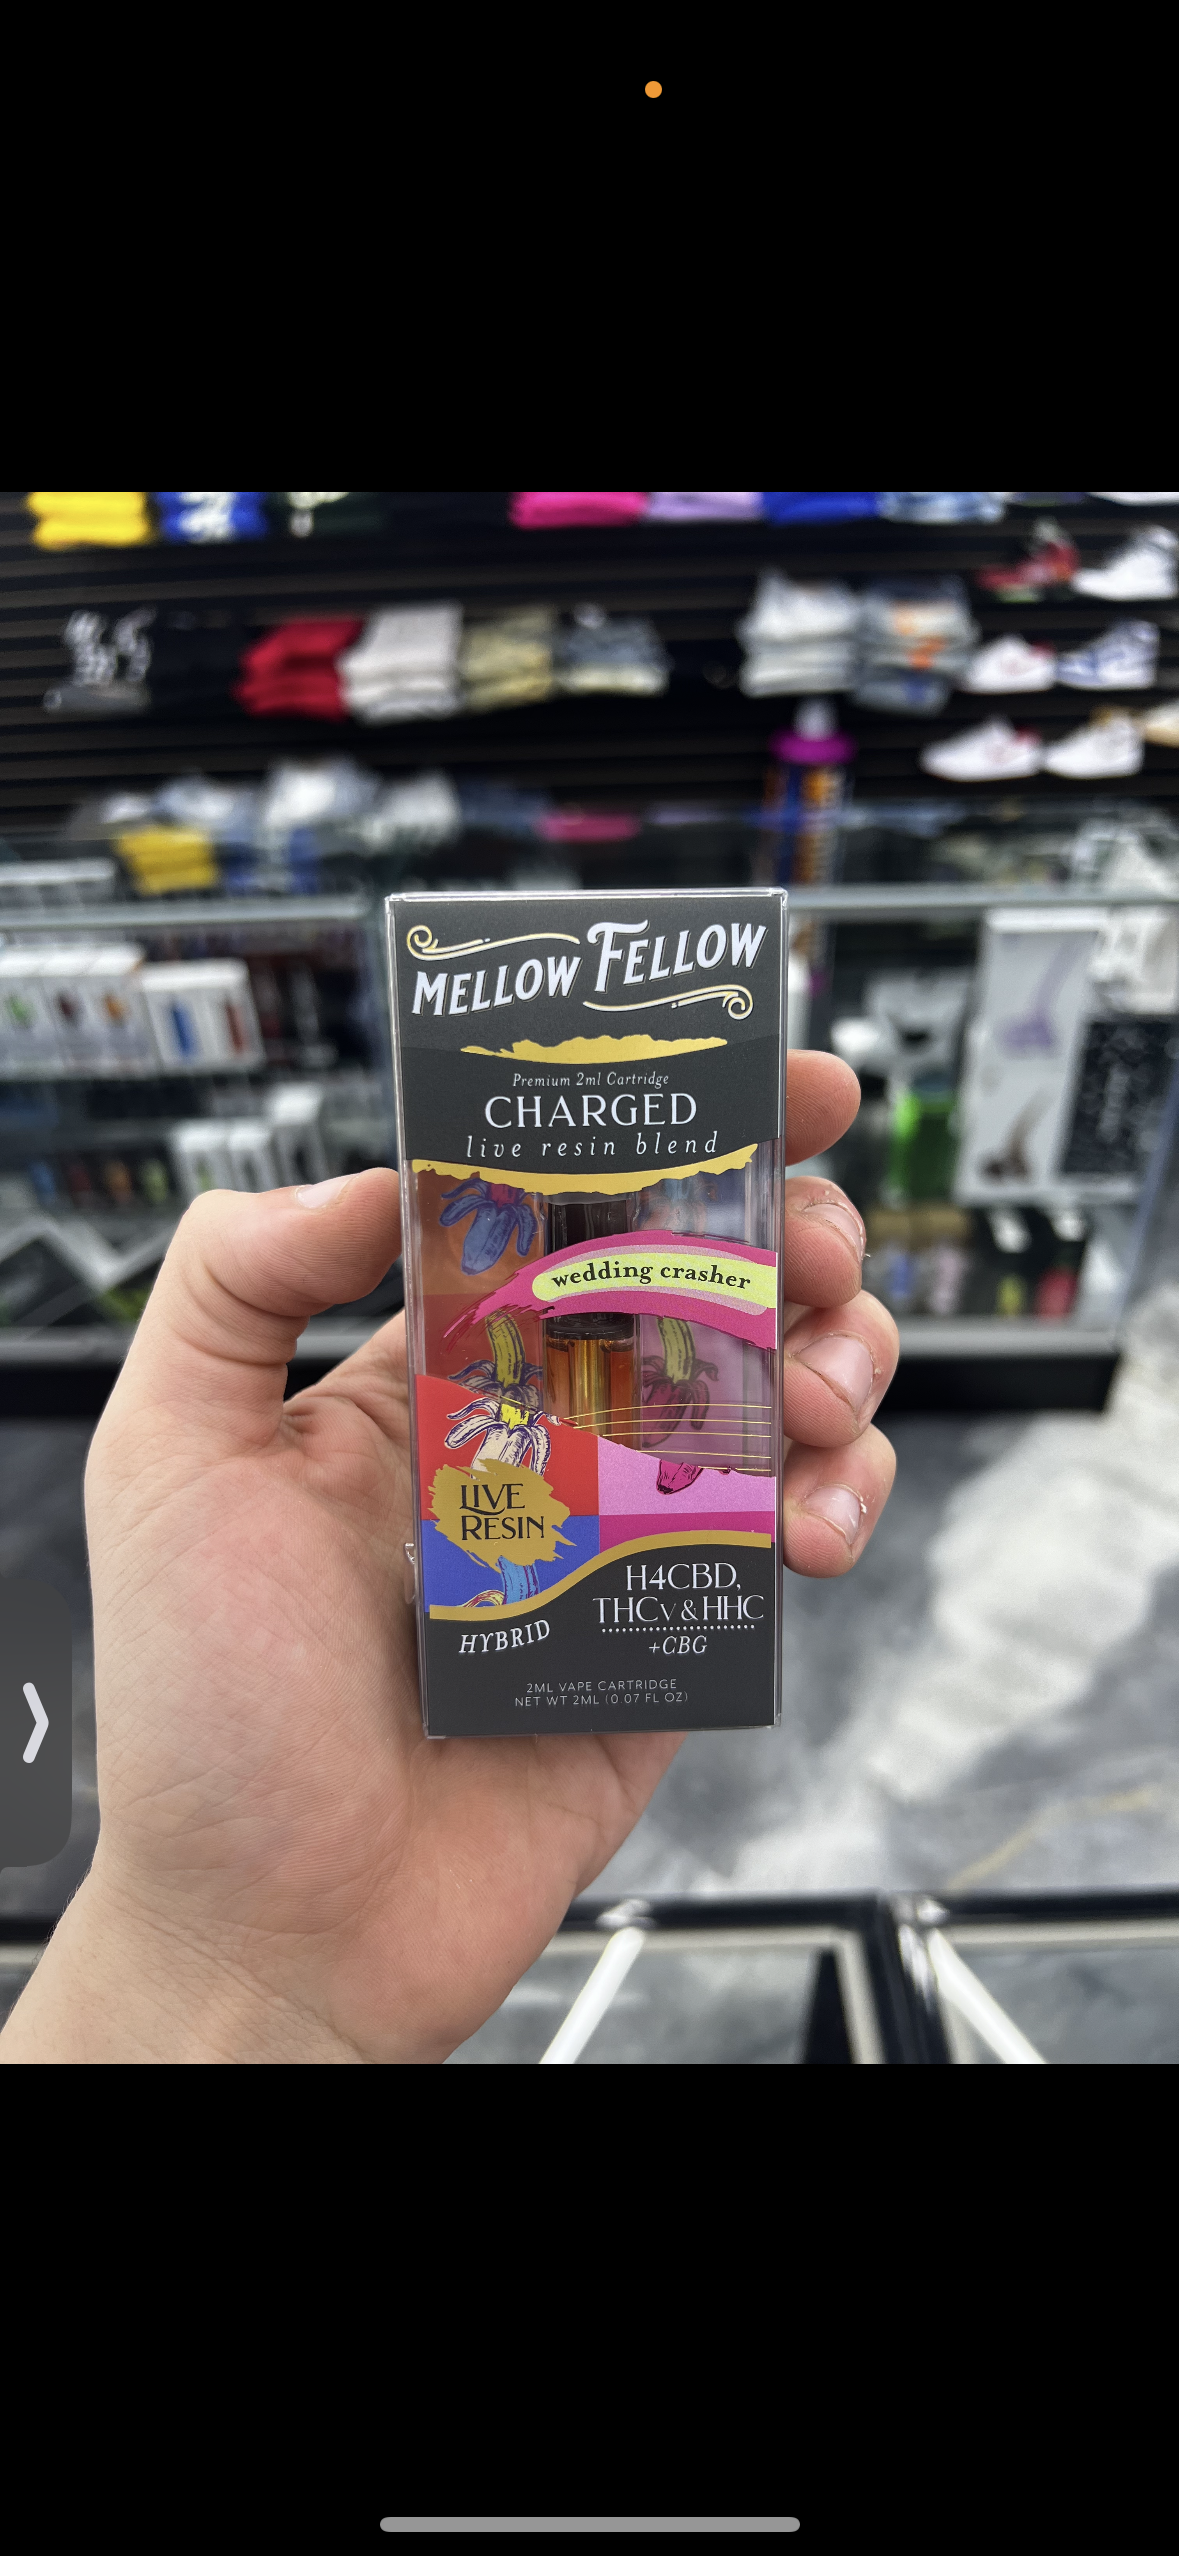 MELLOW FELLOW
Premium 2ml Cartridge
CHARGED
live resin blend
wedding crasher
LIVE
RESIN
HYBRID
H4CBD,
THCV & HHC
+CBG
2ML VAPE CARTRIDGE
NET WT 2ML (0.07 FL OZ)